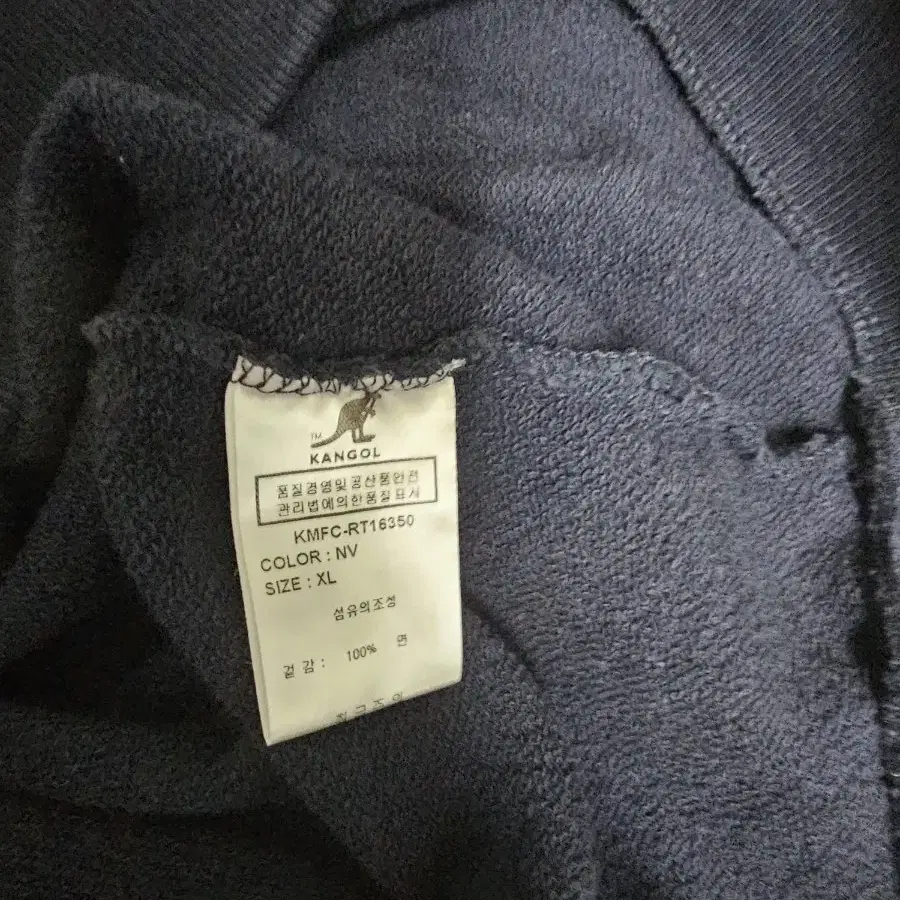 TM
KANGOL
품질경영및공산품안전
관리법에의한품질표시
KMFC-RT16350
COLOR : NV
SIZE : XL
섬유의조성
겉감 : 100% 면